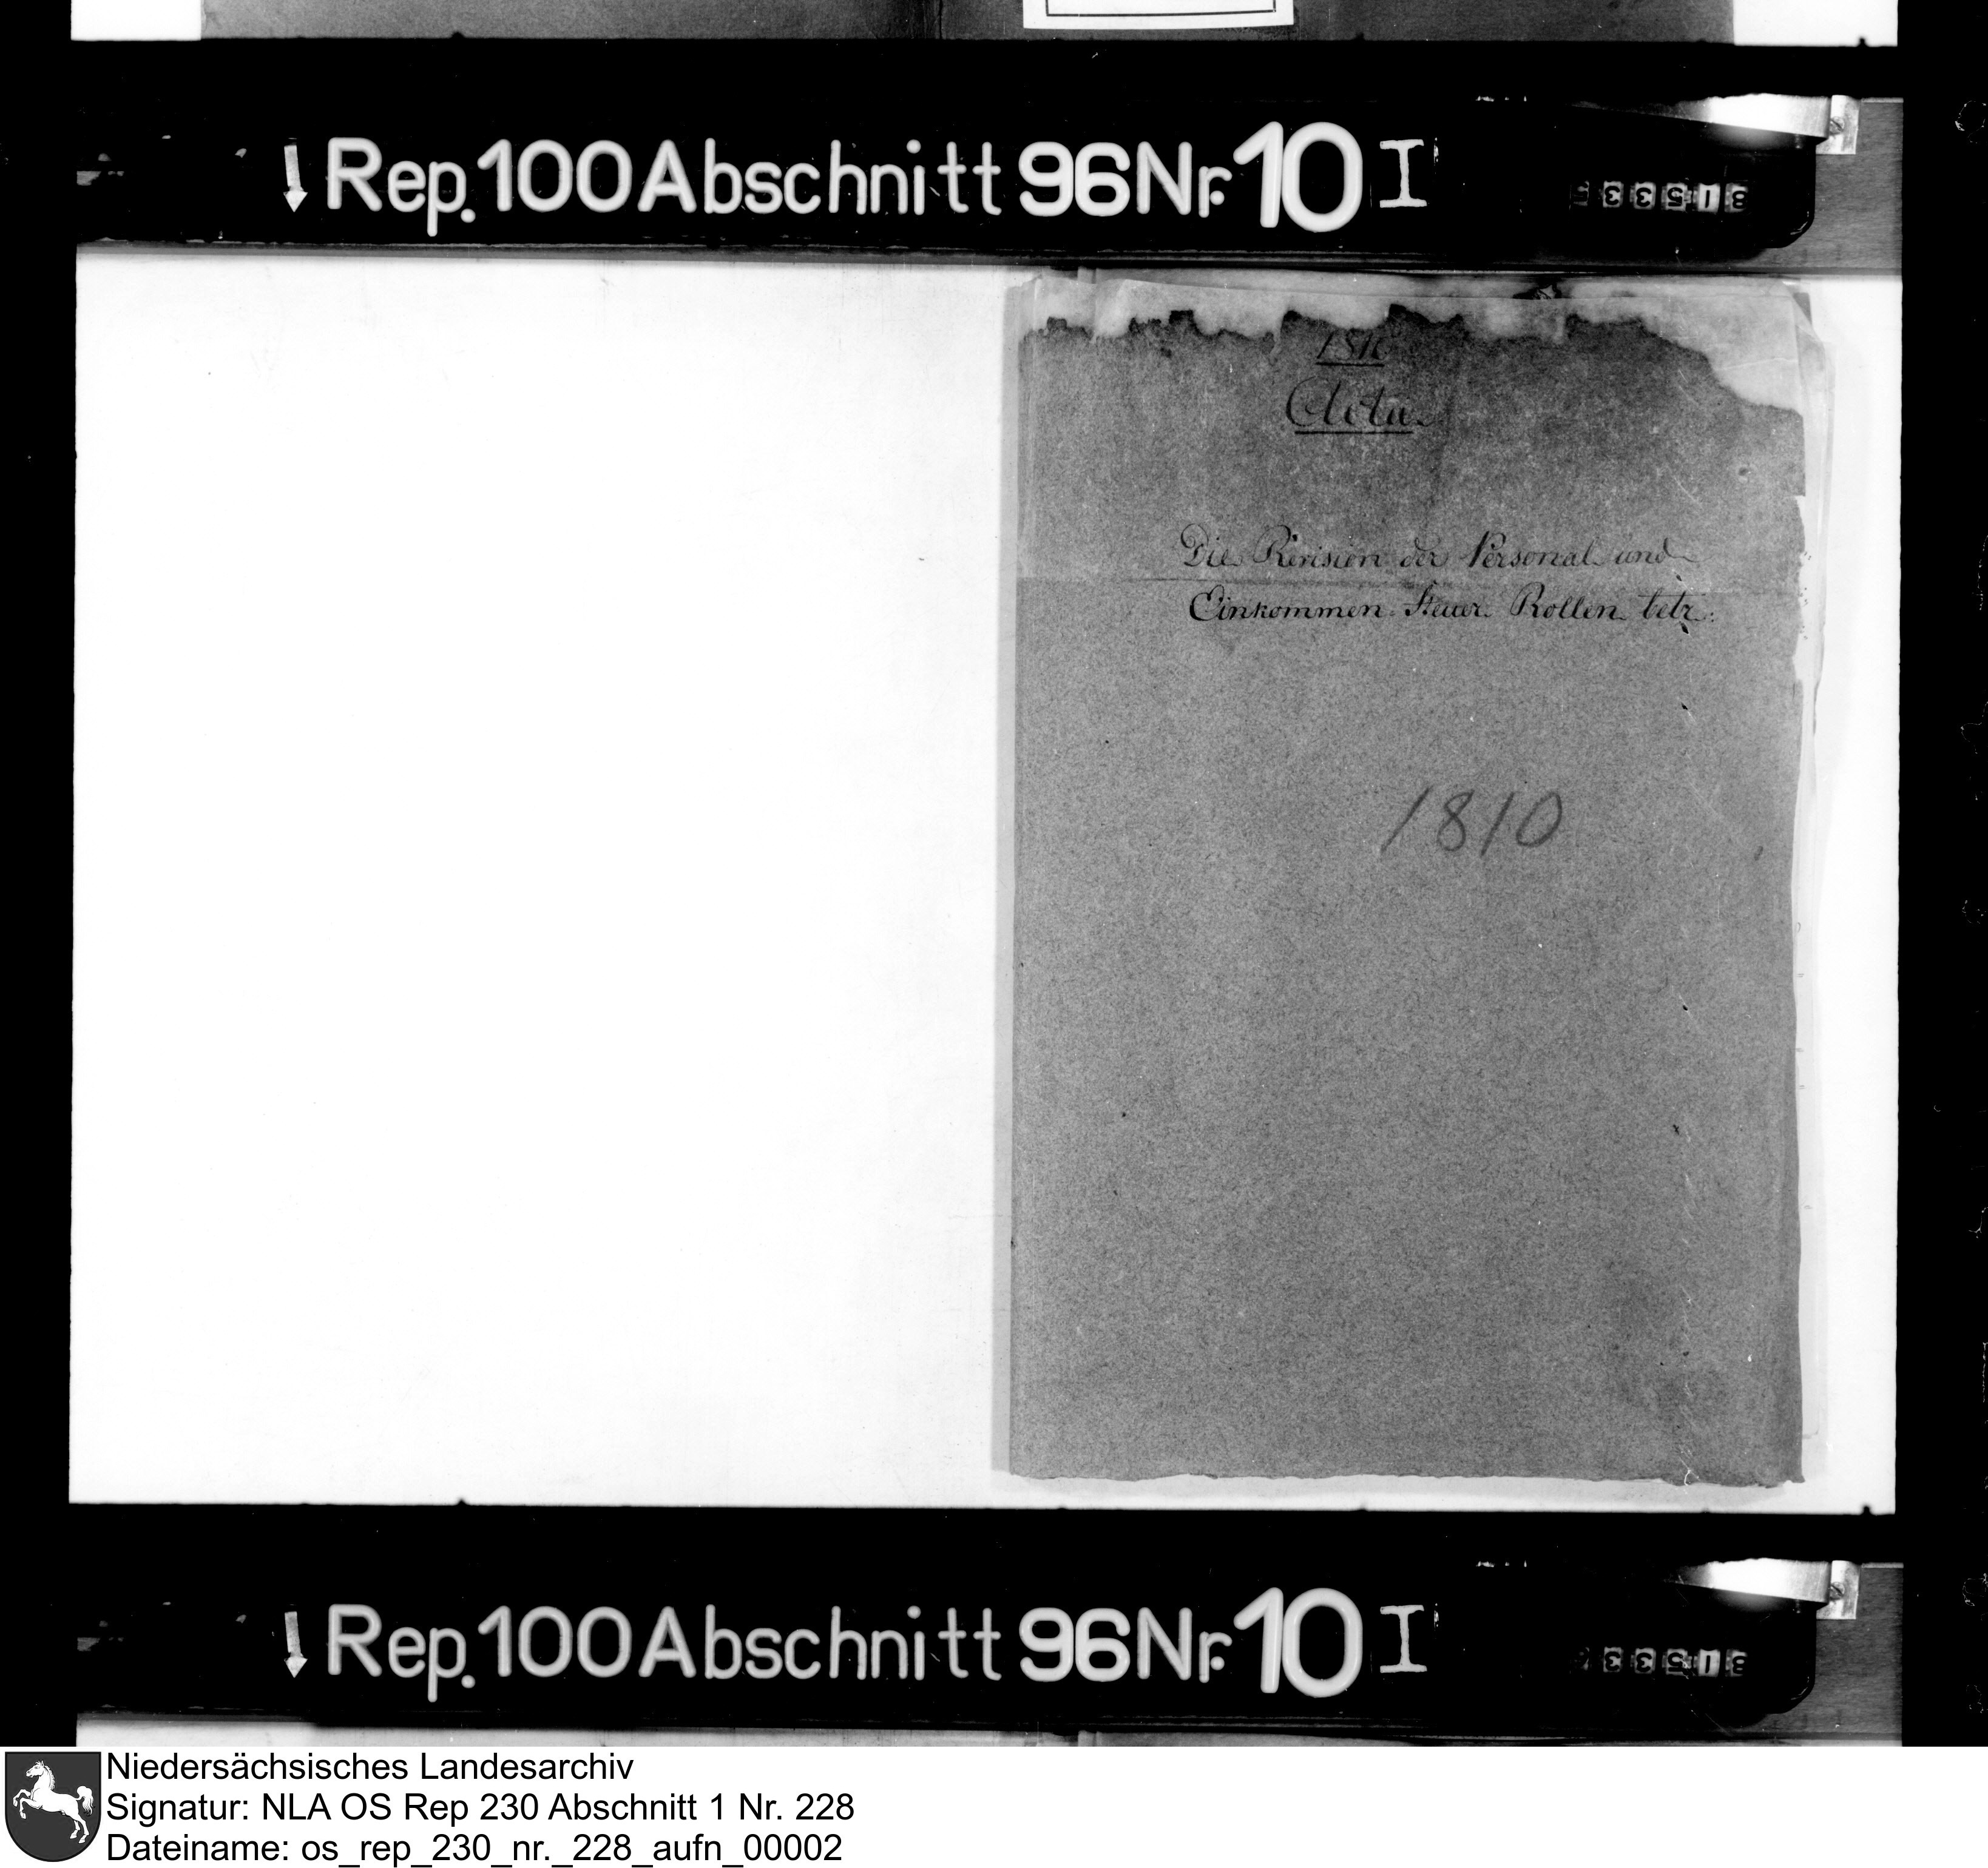 Rep. 100 Abschnitt 96 Nr. 10 I
1810
Acta
Die Revision der Personal und
Einkommen-Steuer Rollen betr:
1810
Rep. 100 Abschnitt 96 Nr. 10 I
Niedersächsisches Landesarchiv
Signatur: NLA OS Rep 230 Abschnitt 1 Nr. 228
Dateiname: os_rep_230_nr._228_aufn_00002